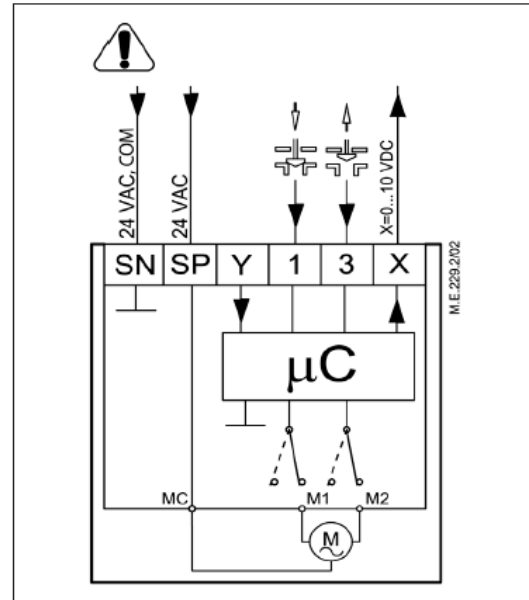 24 VAC, COM
24 VAC
X=0...10 VDC
SN SP Y 1 3 X
M.E.229.2/02
μC
MC M1 M2
M